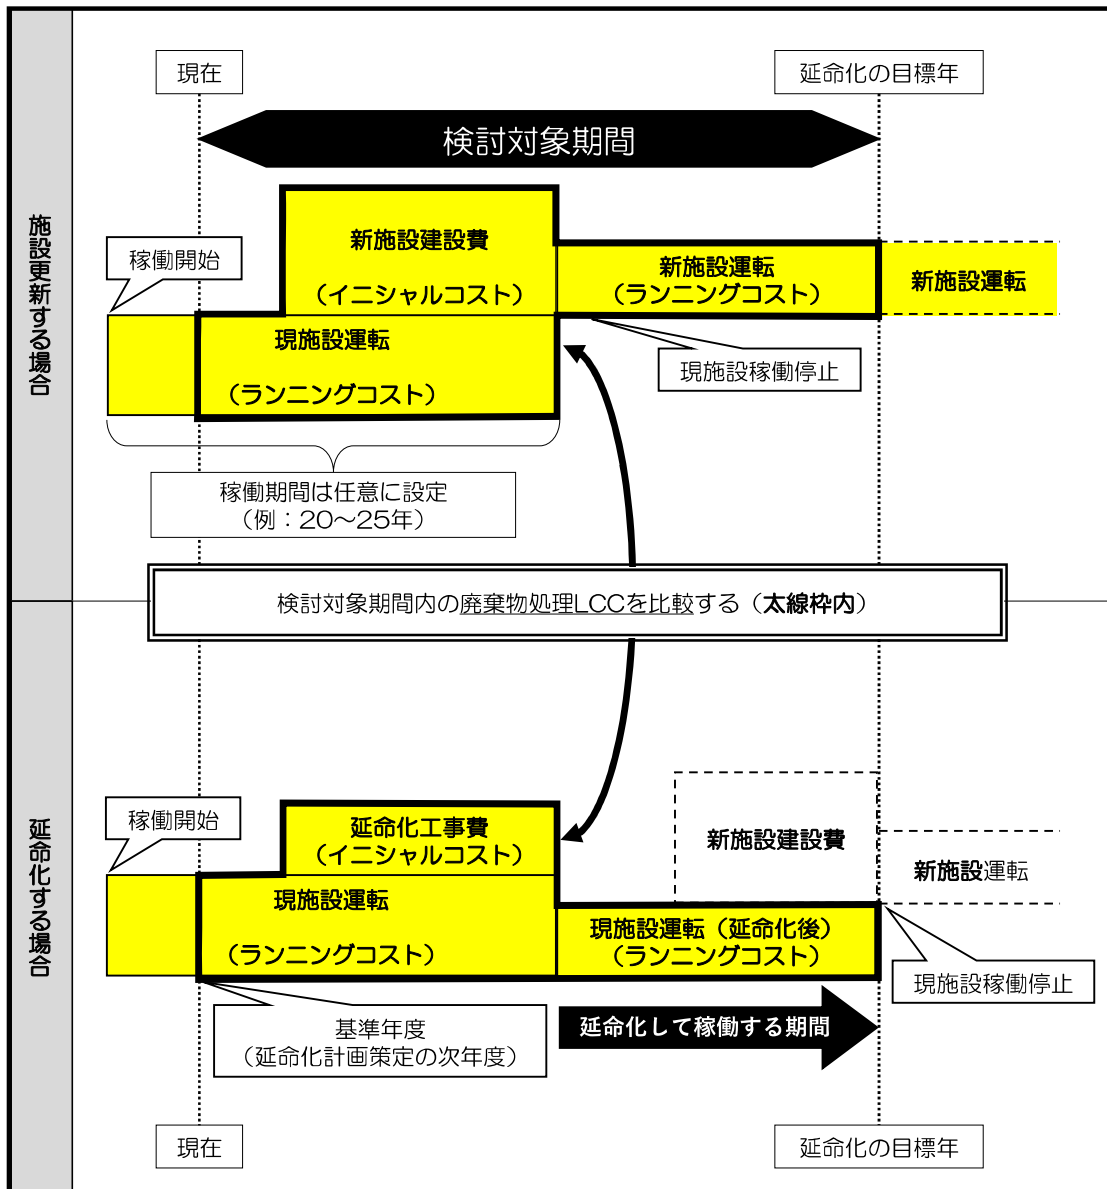 施設更新する場合
現在
延命化の目標年
検討対象期間
稼働開始
新施設建設費
（イニシャルコスト）
新施設運転
（ランニングコスト）
新施設運転
現施設運転
（ランニングコスト）
現施設稼働停止
稼働期間は任意に設定
（例：20～25年）
検討対象期間内の廃棄物処理LCCを比較する（太線枠内）
延命化する場合
稼働開始
延命化工事費
（イニシャルコスト）
新施設建設費
新施設運転
現施設運転
（ランニングコスト）
現施設運転（延命化後）
（ランニングコスト）
現施設稼働停止
基準年度
（延命化計画策定の次年度）
延命化して稼働する期間
現在
延命化の目標年